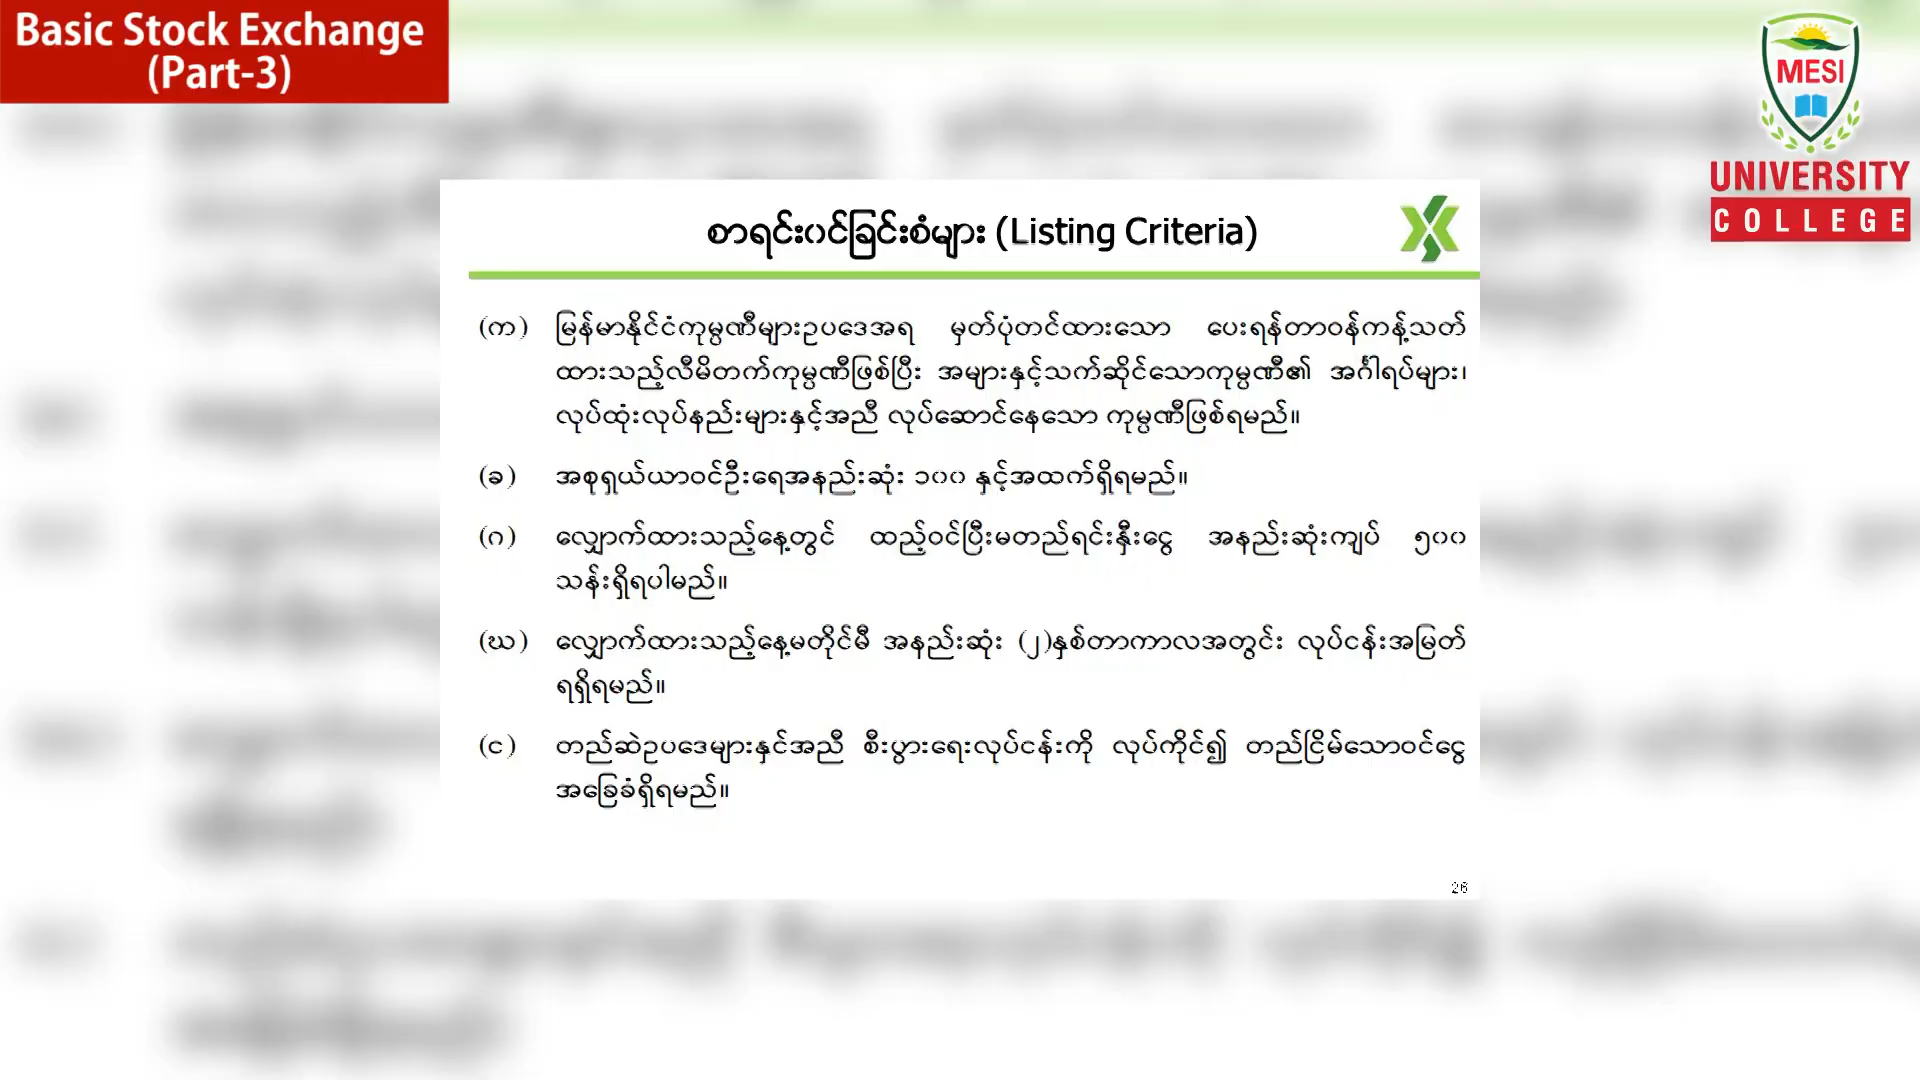 Basic Stock Exchange
(Part-3)
MESI
UNIVERSITY
COLLEGE
စာရင်းဝင်ခြင်းစံများ (Listing Criteria)
(က) မြန်မာနိုင်ငံကုမ္ပဏီများဥပဒေအရ မှတ်ပုံတင်ထားသော ပေးရန်တာဝန်ကန့်သတ်
ထားသည့်လီမိတက်ကုမ္ပဏီဖြစ်ပြီး အများနှင့်သက်ဆိုင်သောကုမ္ပဏီ၏ အင်္ဂါရပ်များ၊
လုပ်ထုံးလုပ်နည်းများနှင့်အညီ လုပ်ဆောင်နေသော ကုမ္ပဏီဖြစ်ရမည်။
(ခ) အစုရှယ်ယာဝင်ဦးရေအနည်းဆုံး ၁၀၀ နှင့်အထက်ရှိရမည်။
(ဂ) လျှောက်ထားသည့်နေ့တွင် ထည့်ဝင်ပြီးမတည်ရင်းနှီးငွေ အနည်းဆုံးကျပ် ၅၀၀
သန်းရှိရပါမည်။
(ဃ) လျှောက်ထားသည့်နေ့မတိုင်မီ အနည်းဆုံး (၂)နှစ်တာကာလအတွင်း လုပ်ငန်းအမြတ်
ရရှိရမည်။
(င) တည်ဆဲဥပဒေများနှင်အညီ စီးပွားရေးလုပ်ငန်းကို လုပ်ကိုင်၍ တည်ငြိမ်သောဝင်ငွေ
အခြေခံရှိရမည်။
26